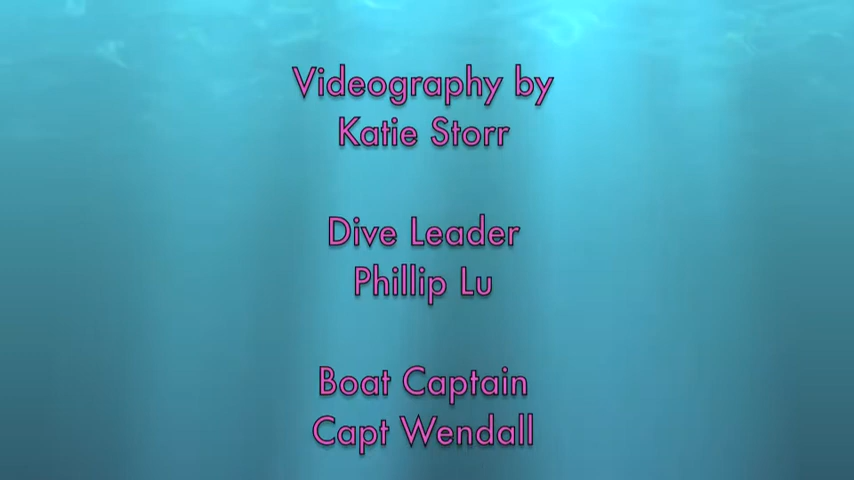 Videography by
Katie Storr
Dive Leader
Phillip Lu
Boat Captain
Capt Wendall